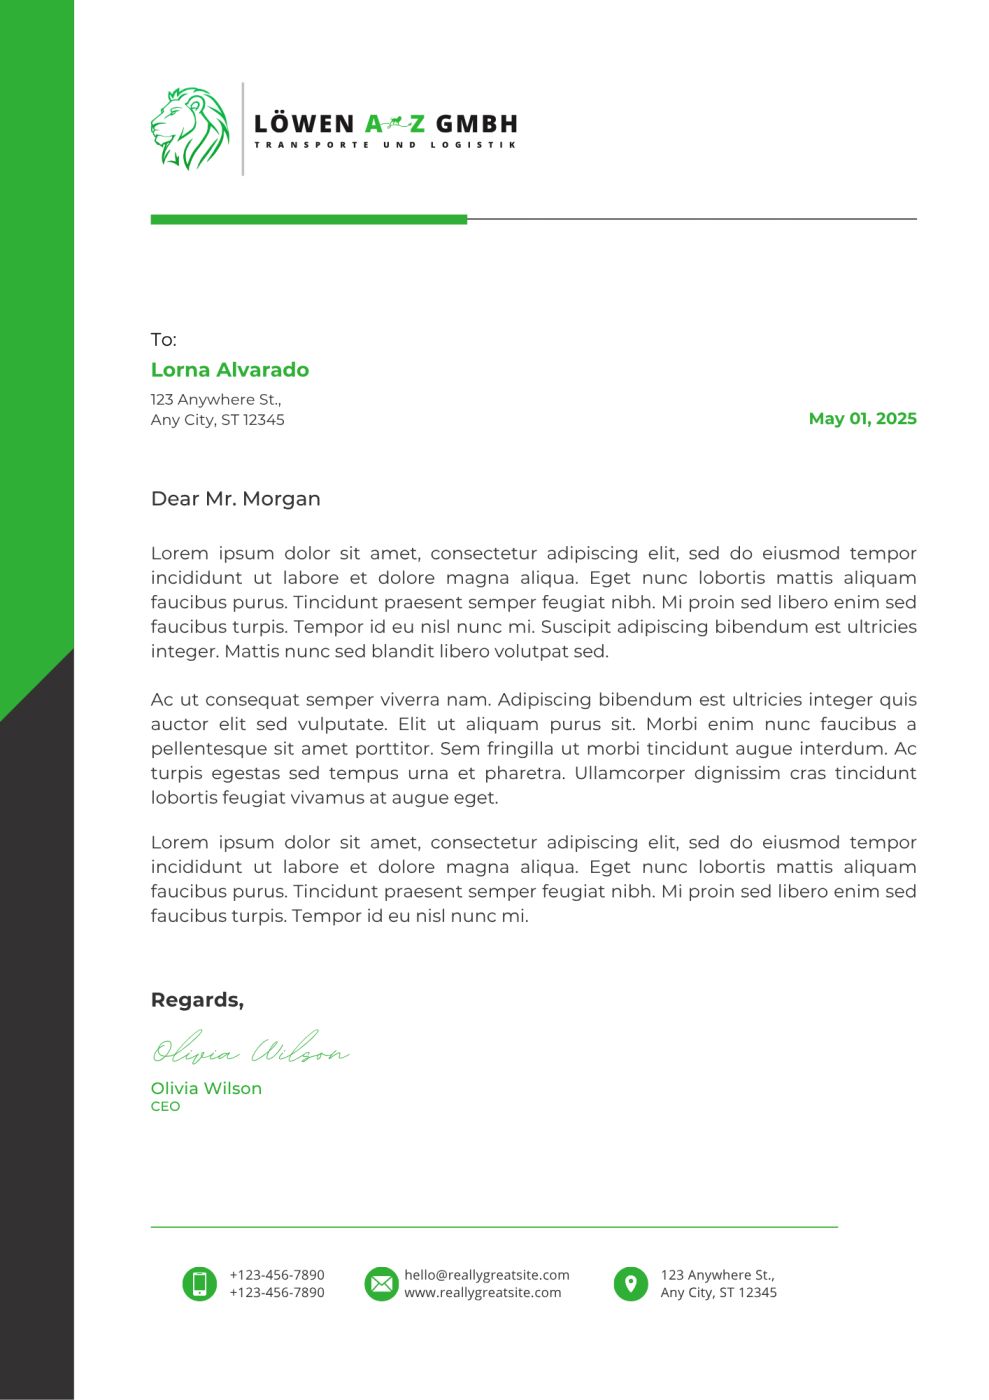 LÖWEN A Z GMBH
TRANSPORTE UND LOGISTIK
To:
Lorna Alvarado
123 Anywhere St.,
Any City, ST 12345
May 01, 2025
Dear Mr. Morgan
Lorem ipsum dolor sit amet, consectetur adipiscing elit, sed do eiusmod tempor
incididunt ut labore et dolore magna aliqua. Eget nunc lobortis mattis aliquam
faucibus purus. Tincidunt praesent semper feugiat nibh. Mi proin sed libero enim sed
faucibus turpis. Tempor id eu nisl nunc mi. Suscipit adipiscing bibendum est ultricies
integer. Mattis nunc sed blandit libero volutpat sed.
Ac ut consequat semper viverra nam. Adipiscing bibendum est ultricies integer quis
auctor elit sed vulputate. Elit ut aliquam purus sit. Morbi enim nunc faucibus a
pellentesque sit amet porttitor. Sem fringilla ut morbi tincidunt augue interdum. Ac
turpis egestas sed tempus urna et pharetra. Ullamcorper dignissim cras tincidunt
lobortis feugiat vivamus at augue eget.
Lorem ipsum dolor sit amet, consectetur adipiscing elit, sed do eiusmod tempor
incididunt ut labore et dolore magna aliqua. Eget nunc lobortis mattis aliquam
faucibus purus. Tincidunt praesent semper feugiat nibh. Mi proin sed libero enim sed
faucibus turpis. Tempor id eu nisl nunc mi.
Regards,
Olivia Wilson
Olivia Wilson
CEO
+123-456-7890
+123-456-7890
hello@reallygreatsite.com
www.reallygreatsite.com
123 Anywhere St.,
Any City, ST 12345